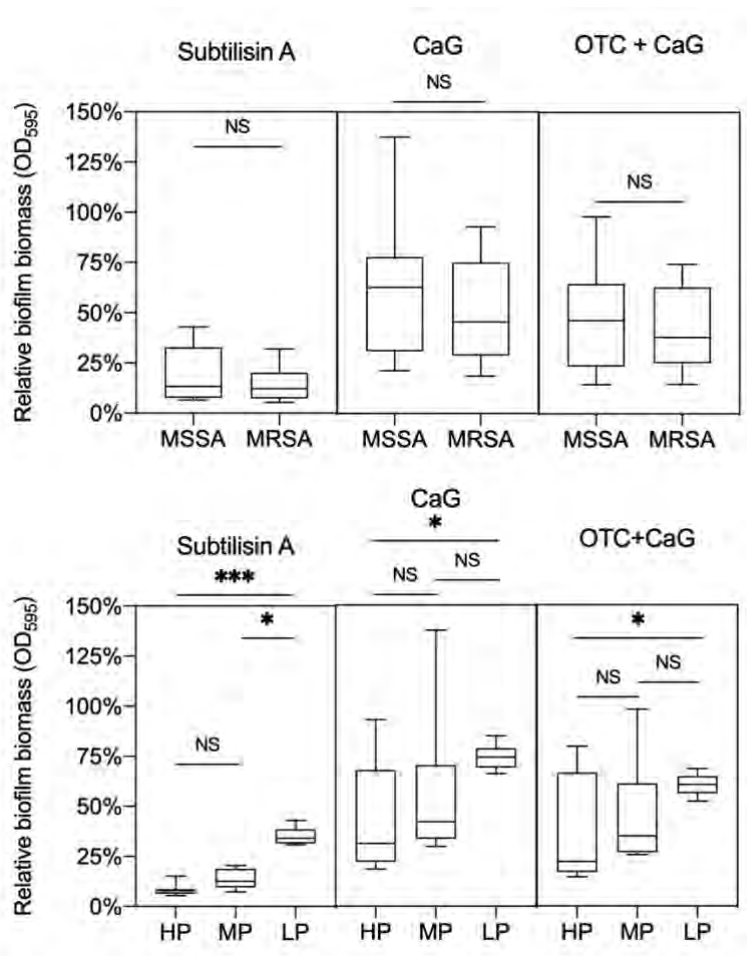 Subtilisin A CaG OTC + CaG
Relative biofilm biomass (OD595)
150%
125%
100%
75%
50%
25%
0%
NS NS NS
MSSA MRSA MSSA MRSA MSSA MRSA
Subtilisin A CaG OTC+CaG
Relative biofilm biomass (OD595)
150%
125%
100%
75%
50%
25%
0%
*** * *
* NS NS
NS NS NS
HP MP LP HP MP LP HP MP LP